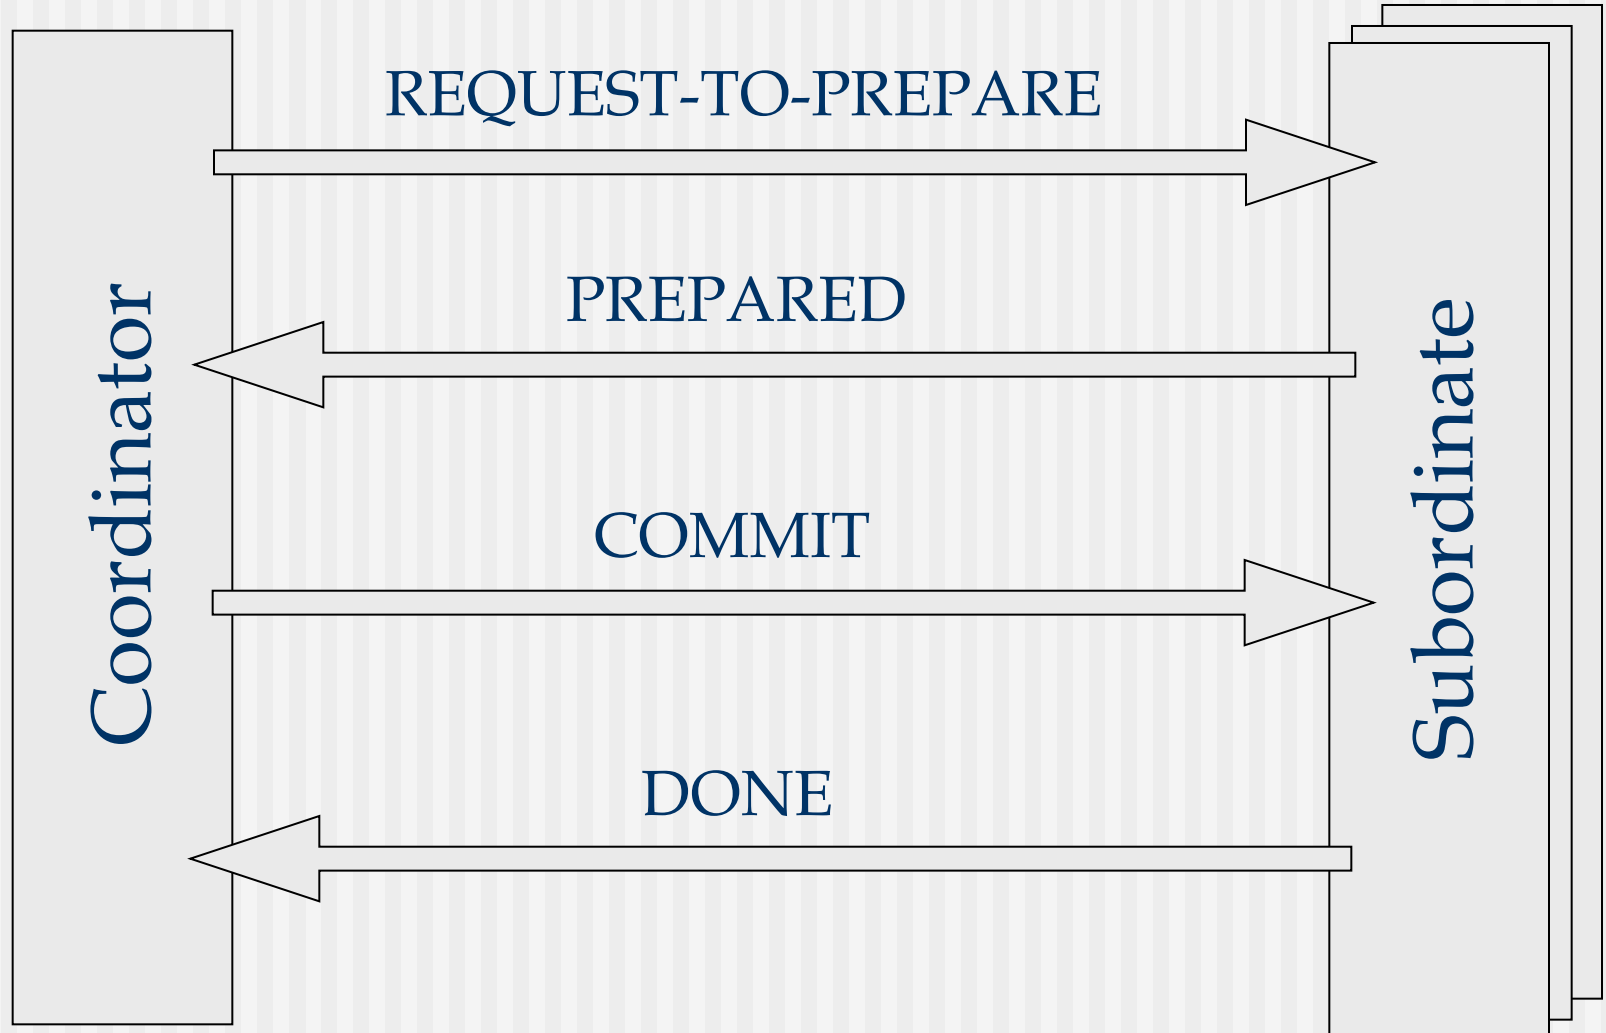 REQUEST-TO-PREPARE
PREPARED
COMMIT
DONE
Coordinator
Subordinate